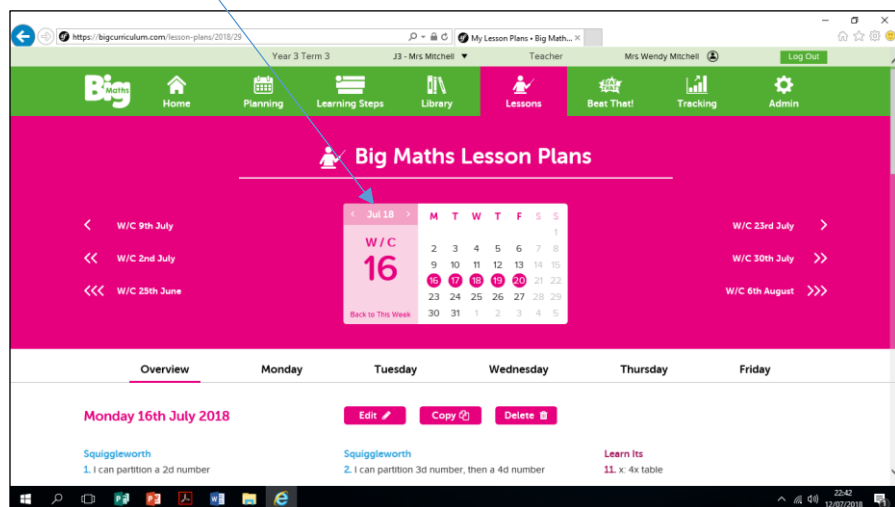 https://bigcurriculum.com/lesson-plans/2018/29
My Lesson Plans • Big Math...
Year 3 Term 3
J3 - Mrs Mitchell
Teacher
Mrs Wendy Mitchell
Log Out
Big Maths
Home
Planning
Learning Steps
Library
Lessons
BEAT THAT!
Beat That!
Tracking
Admin
Big Maths Lesson Plans
< W/C 9th July
<< W/C 2nd July
<<< W/C 25th June
< Jul 18 >
W/C
16
Back to This Week
M T W T F S S
1
2 3 4 5 6 7 8
9 10 11 12 13 14 15
16 17 18 19 20 21 22
23 24 25 26 27 28 29
30 31 1 2 3 4 5
W/C 23rd July >
W/C 30th July >>
W/C 6th August >>>
Overview
Monday
Tuesday
Wednesday
Thursday
Friday
Monday 16th July 2018
Edit
Copy
Delete
Squiggleworth
1. I can partition a 2d number
Squiggleworth
2. I can partition 3d number, then a 4d number
Learn Its
11. x: 4x table
22:42
12/07/2018